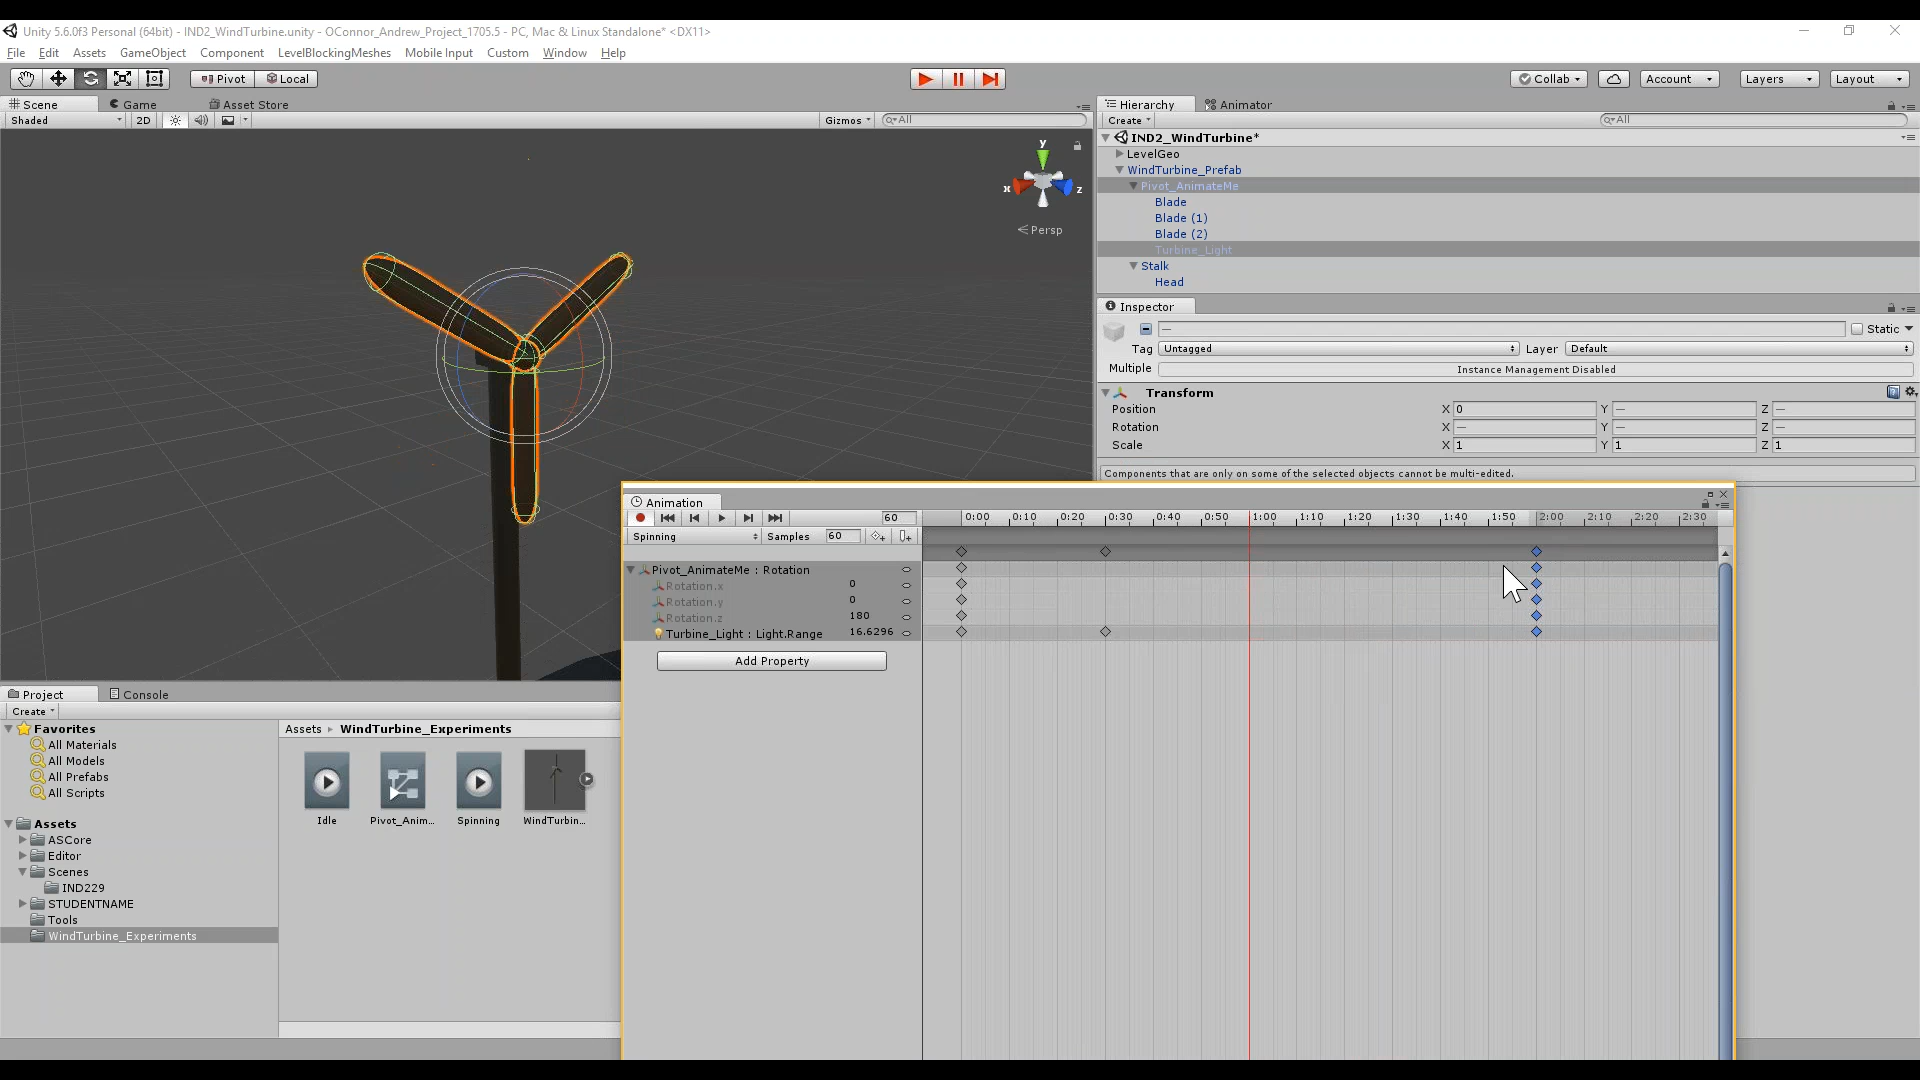 Unity 5.6.0f3 Personal (64bit) - IND2_WindTurbine.unity - OConnor_Andrew_Project_1705.5 - PC, Mac & Linux Standalone* <DX11>
File Edit Assets GameObject Component LevelBlockingMeshes Mobile Input Custom Window Help
Pivot Local Collab Account Layers Layout
Scene Game Asset Store
Shaded 2D Gizmos All
y
x z
Persp
Hierarchy Animator
Create All
IND2_WindTurbine*
LevelGeo
WindTurbine_Prefab
Pivot_AnimateMe
Blade
Blade (1)
Blade (2)
Turbine_Light
Stalk
Head
Inspector
— Static
Tag Untagged Layer Default
Multiple Instance Management Disabled
Transform
Position X 0 Y — Z —
Rotation X — Y — Z —
Scale X 1 Y 1 Z 1
Components that are only on some of the selected objects cannot be multi-edited.
Animation
60 0:00 0:10 0:20 0:30 0:40 0:50 1:00 1:10 1:20 1:30 1:40 1:50 2:00 2:10 2:20 2:30
Spinning Samples 60
Pivot_AnimateMe : Rotation
Rotation.x 0
Rotation.y 0
Rotation.z 180
Turbine_Light : Light.Range 16.6296
Add Property
Project Console
Create
Favorites
All Materials
All Models
All Prefabs
All Scripts
Assets
ASCore
Editor
Scenes
IND229
STUDENTNAME
Tools
WindTurbine_Experiments
Assets WindTurbine_Experiments
Idle Pivot_Anim... Spinning WindTurbin...